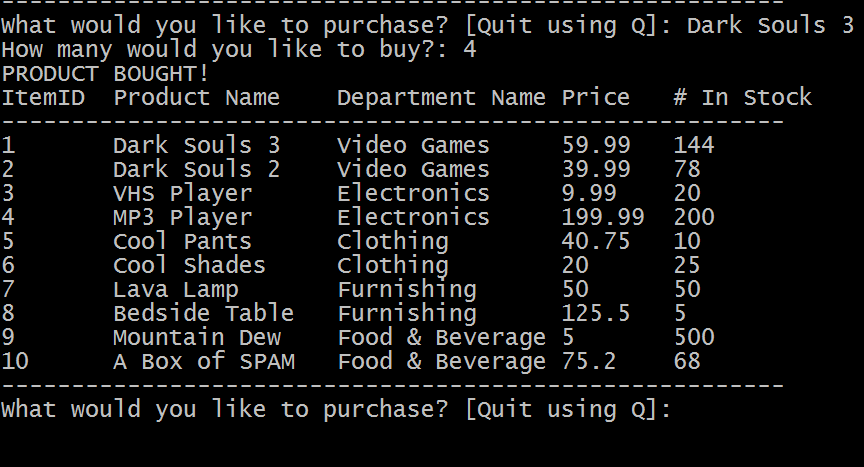 -------------------------------------------------------
What would you like to purchase? [Quit using Q]: Dark Souls 3
How many would you like to buy?: 4
PRODUCT BOUGHT!
ItemID  Product Name    Department Name Price   # In Stock
--------------------------------------------------------
1       Dark Souls 3    Video Games     59.99   144
2       Dark Souls 2    Video Games     39.99   78
3       VHS Player      Electronics     9.99    20
4       MP3 Player      Electronics     199.99  200
5       Cool Pants      Clothing        40.75   10
6       Cool Shades     Clothing        20      25
7       Lava Lamp       Furnishing      50      50
8       Bedside Table   Furnishing      125.5   5
9       Mountain Dew    Food & Beverage 5       500
10      A Box of SPAM   Food & Beverage 75.2    68
--------------------------------------------------------
What would you like to purchase? [Quit using Q]: